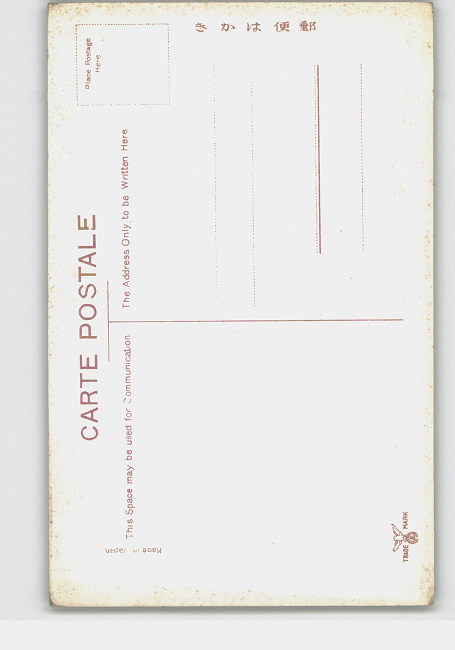 きかは便郵
Place Postage
Here
CARTE POSTALE
The Address Only to be Written Here
This Space may be used for Communication
Made in Japan
TRADE MARK